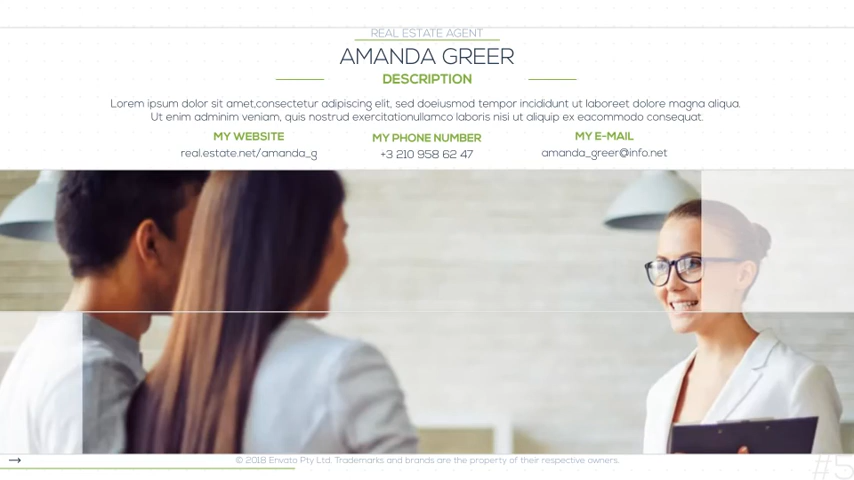 REAL ESTATE AGENT
AMANDA GREER
DESCRIPTION
Lorem ipsum dolor sit amet,consectetur adipiscing elit, sed doeiusmod tempor incididunt ut laboreet dolore magna aliqua.
Ut enim adminim veniam, quis nostrud exercitationullamco laboris nisi ut aliquip ex eacommodo consequat.
MY WEBSITE
real.estate.net/amanda_g
MY PHONE NUMBER
+3 210 958 62 47
MY E-MAIL
amanda_greer@info.net
© 2018 Envato Pty Ltd. Trademarks and brands are the property of their respective owners.
#5